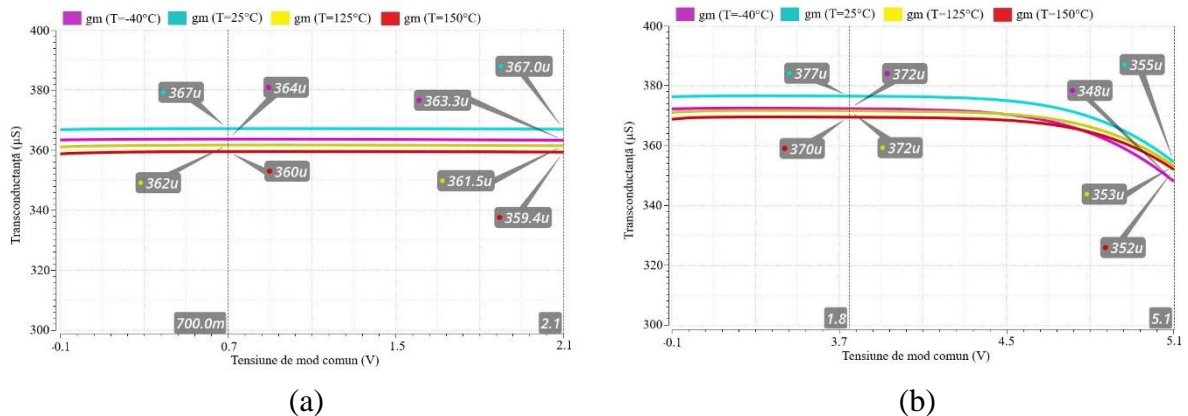 gm (T=-40°C) gm (T=25°C) gm (T=125°C) gm (T=150°C)
400
380
360
340
320
300
Transconductanță (µS)
367.0u
367u
364u
363.3u
362u
360u
361.5u
359.4u
700.0m
2.1
-0.1 0.7 1.5 2.1
Tensiune de mod comun (V)
(a)
gm (T=-40°C) gm (T=25°C) gm (T=125°C) gm (T=150°C)
400
380
360
340
320
300
Transconductanță (µS)
377u
372u
355u
348u
370u
372u
353u
352u
1.8
5.1
-0.1 3.7 4.5 5.1
Tensiune de mod comun (V)
(b)